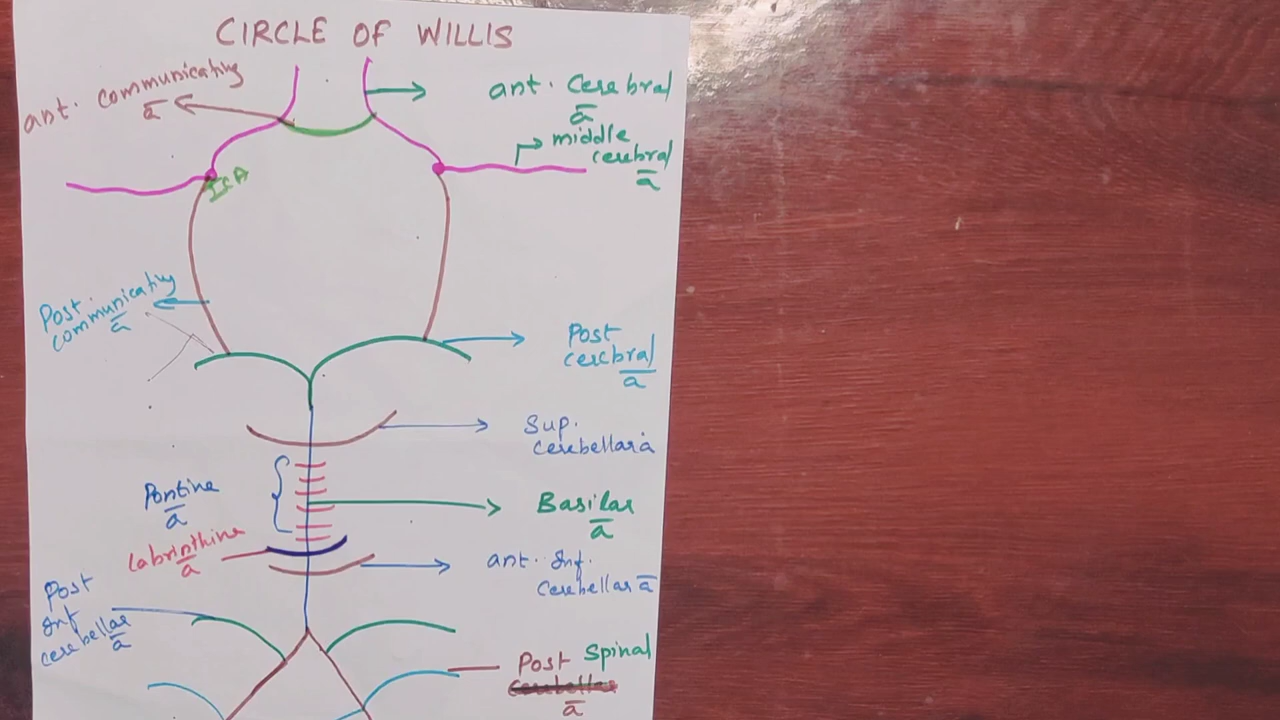 CIRCLE OF WILLIS
ant. communicating
a
ant. Cerebral
a
middle
cerebral
a
ICA
Post
communicating
a
Post
cerebral
a
Sup.
cerebellar a
Pontine
a
Basilar
a
Labrinthine
a
ant. Inf.
cerebellar a
Post
Inf
cerebellar
a
Post Spinal
cerebellar
a